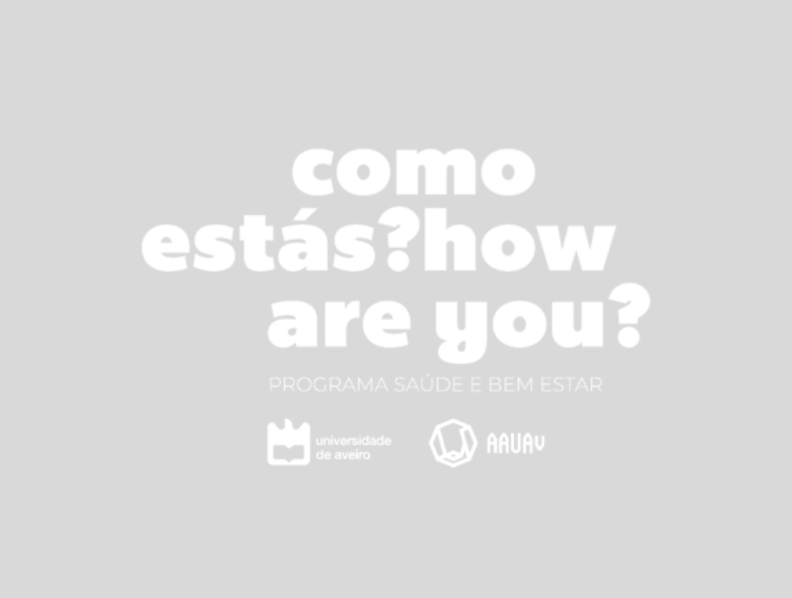 como
estás?how
are you?
PROGRAMA SAÚDE E BEM ESTAR
universidade
de aveiro
AAUAv